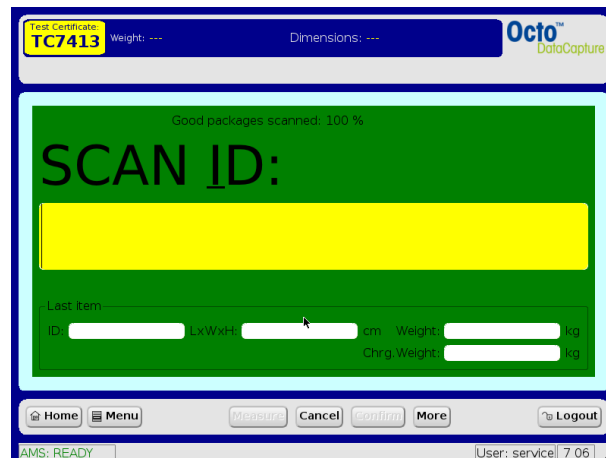 Test Certificate:
TC7413
Weight: ---
Dimensions: ---
Octo™
DataCapture
Good packages scanned: 100 %
SCAN ID:
Last item
ID:
LxWxH:
cm
Weight:
kg
Chrg.Weight:
kg
Home
Menu
Measure
Cancel
Confirm
More
Logout
AMS: READY
User: service
7 06